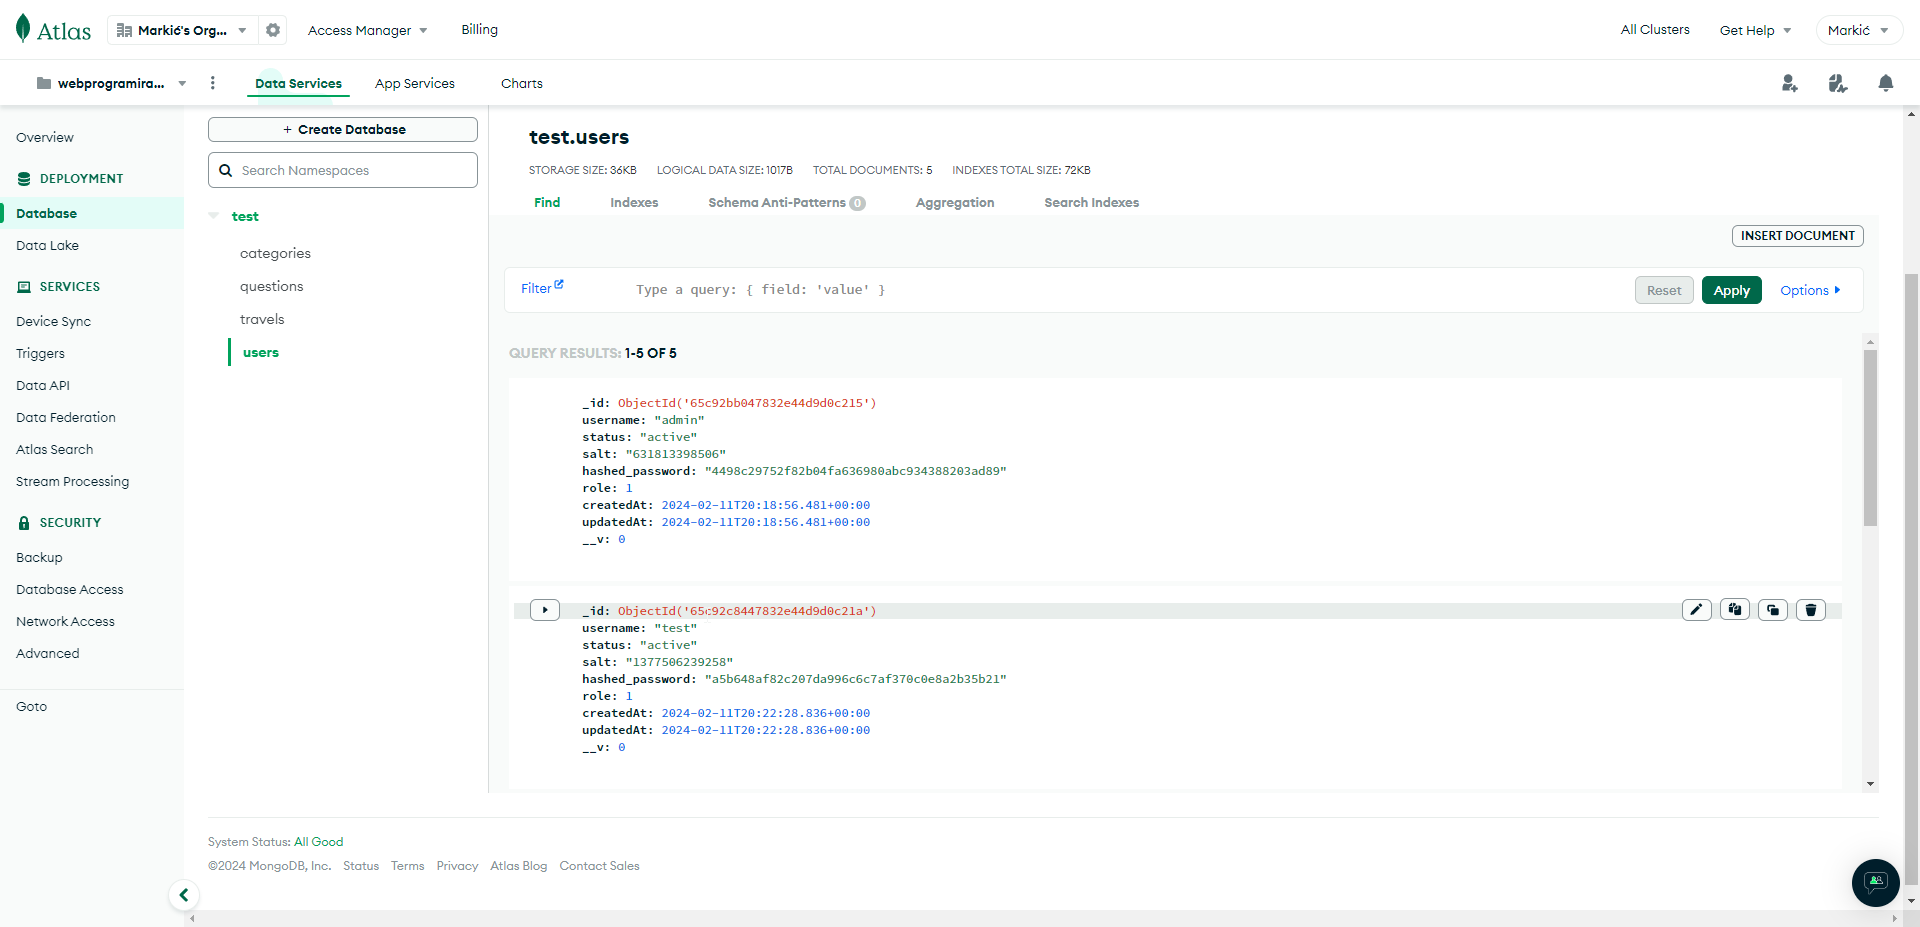 Atlas
Markić's Org...
Access Manager
Billing
All Clusters
Get Help
Markić
webprogramira...
Data Services
App Services
Charts
Overview
DEPLOYMENT
Database
Data Lake
SERVICES
Device Sync
Triggers
Data API
Data Federation
Atlas Search
Stream Processing
SECURITY
Backup
Database Access
Network Access
Advanced
Goto
+ Create Database
Search Namespaces
test
categories
questions
travels
users
test.users
STORAGE SIZE: 36KB LOGICAL DATA SIZE: 1017B TOTAL DOCUMENTS: 5 INDEXES TOTAL SIZE: 72KB
Find Indexes Schema Anti-Patterns 0 Aggregation Search Indexes
INSERT DOCUMENT
Filter Type a query: { field: 'value' } Reset Apply Options
QUERY RESULTS: 1-5 OF 5
_id: ObjectId('65c92bb047832e44d9d0c215')
username: "admin"
status: "active"
salt: "631813398506"
hashed_password: "4498c29752f82b04fa636980abc934388203ad89"
role: 1
createdAt: 2024-02-11T20:18:56.481+00:00
updatedAt: 2024-02-11T20:18:56.481+00:00
__v: 0
_id: ObjectId('65c92c8447832e44d9d0c21a')
username: "test"
status: "active"
salt: "1377506239258"
hashed_password: "a5b648af82c207da996c6c7af370c0e8a2b35b21"
role: 1
createdAt: 2024-02-11T20:22:28.836+00:00
updatedAt: 2024-02-11T20:22:28.836+00:00
__v: 0
System Status: All Good
©2024 MongoDB, Inc. Status Terms Privacy Atlas Blog Contact Sales